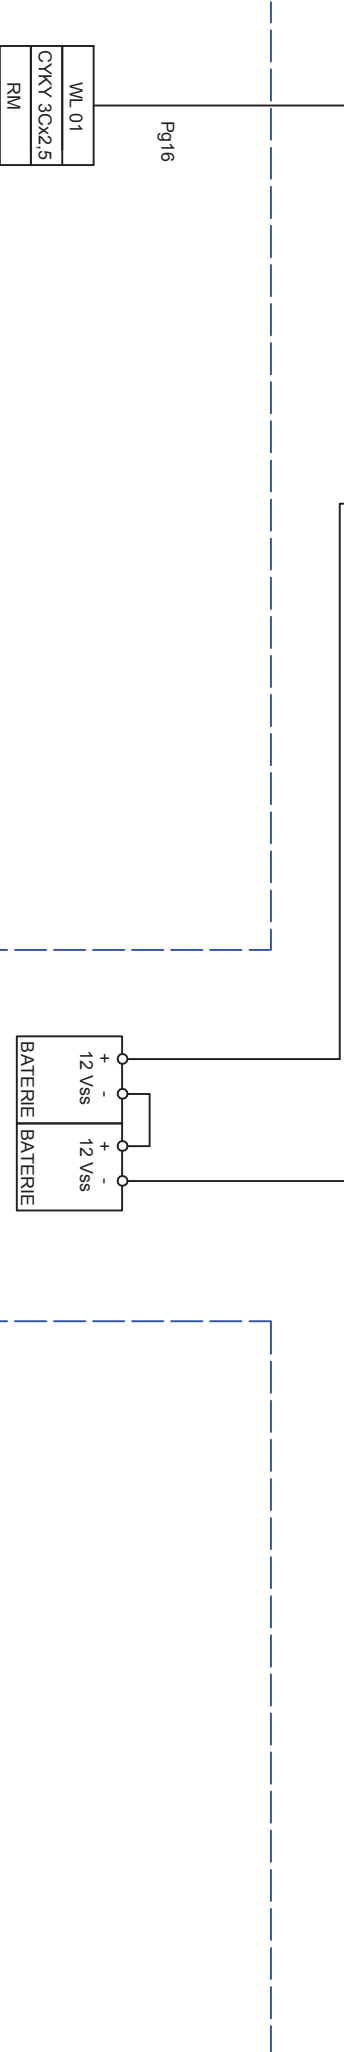 WL 01
CYKY 3Cx2,5
RM
Pg16
+ 12 Vss -
BATERIE
+ 12 Vss -
BATERIE